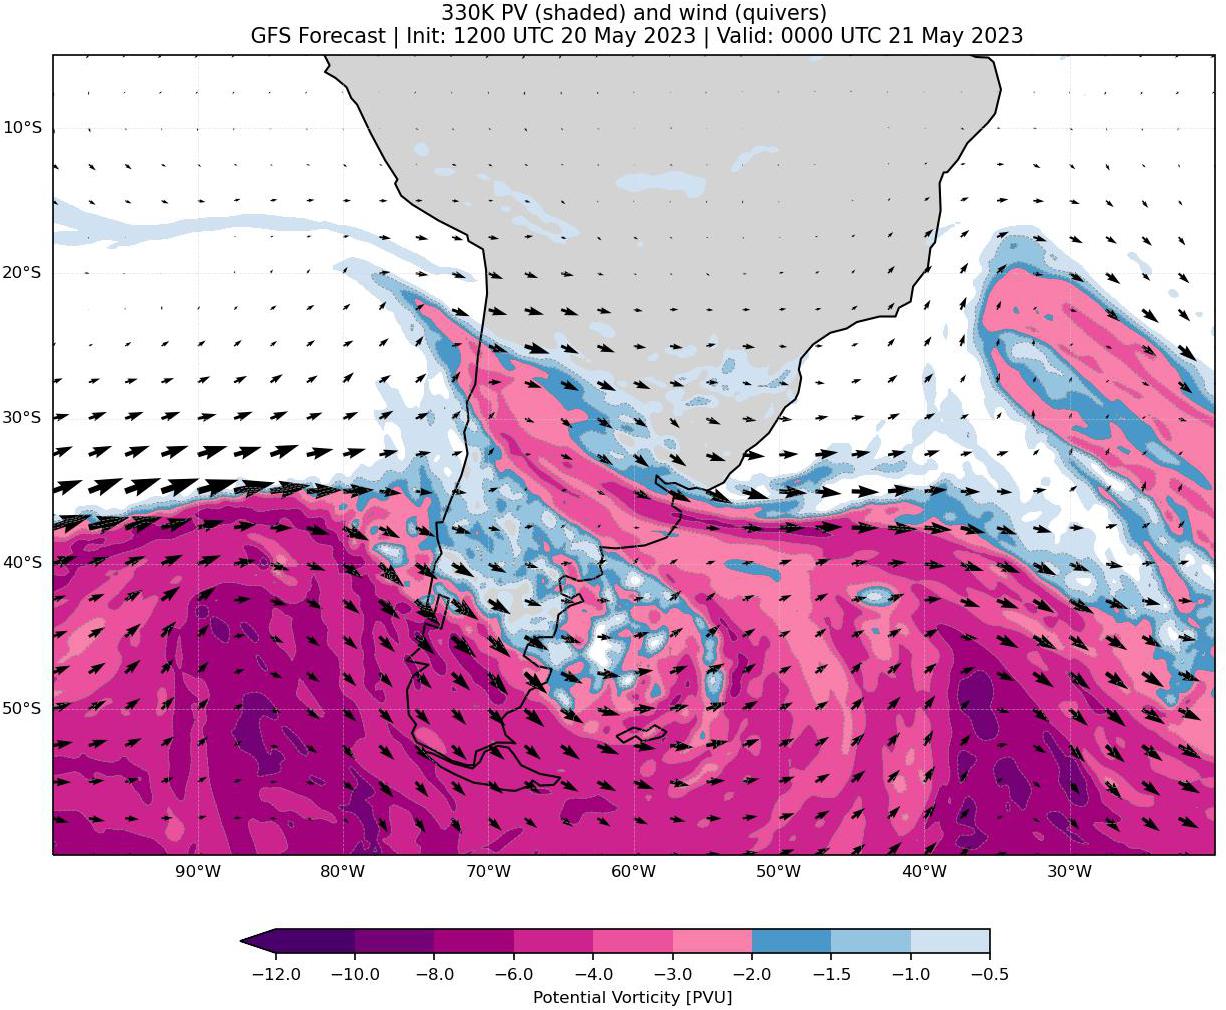 330K PV (shaded) and wind (quivers)
GFS Forecast | Init: 1200 UTC 20 May 2023 | Valid: 0000 UTC 21 May 2023
10°S
20°S
30°S
40°S
50°S
90°W 80°W 70°W 60°W 50°W 40°W 30°W
−12.0 −10.0 −8.0 −6.0 −4.0 −3.0 −2.0 −1.5 −1.0 −0.5
Potential Vorticity [PVU]